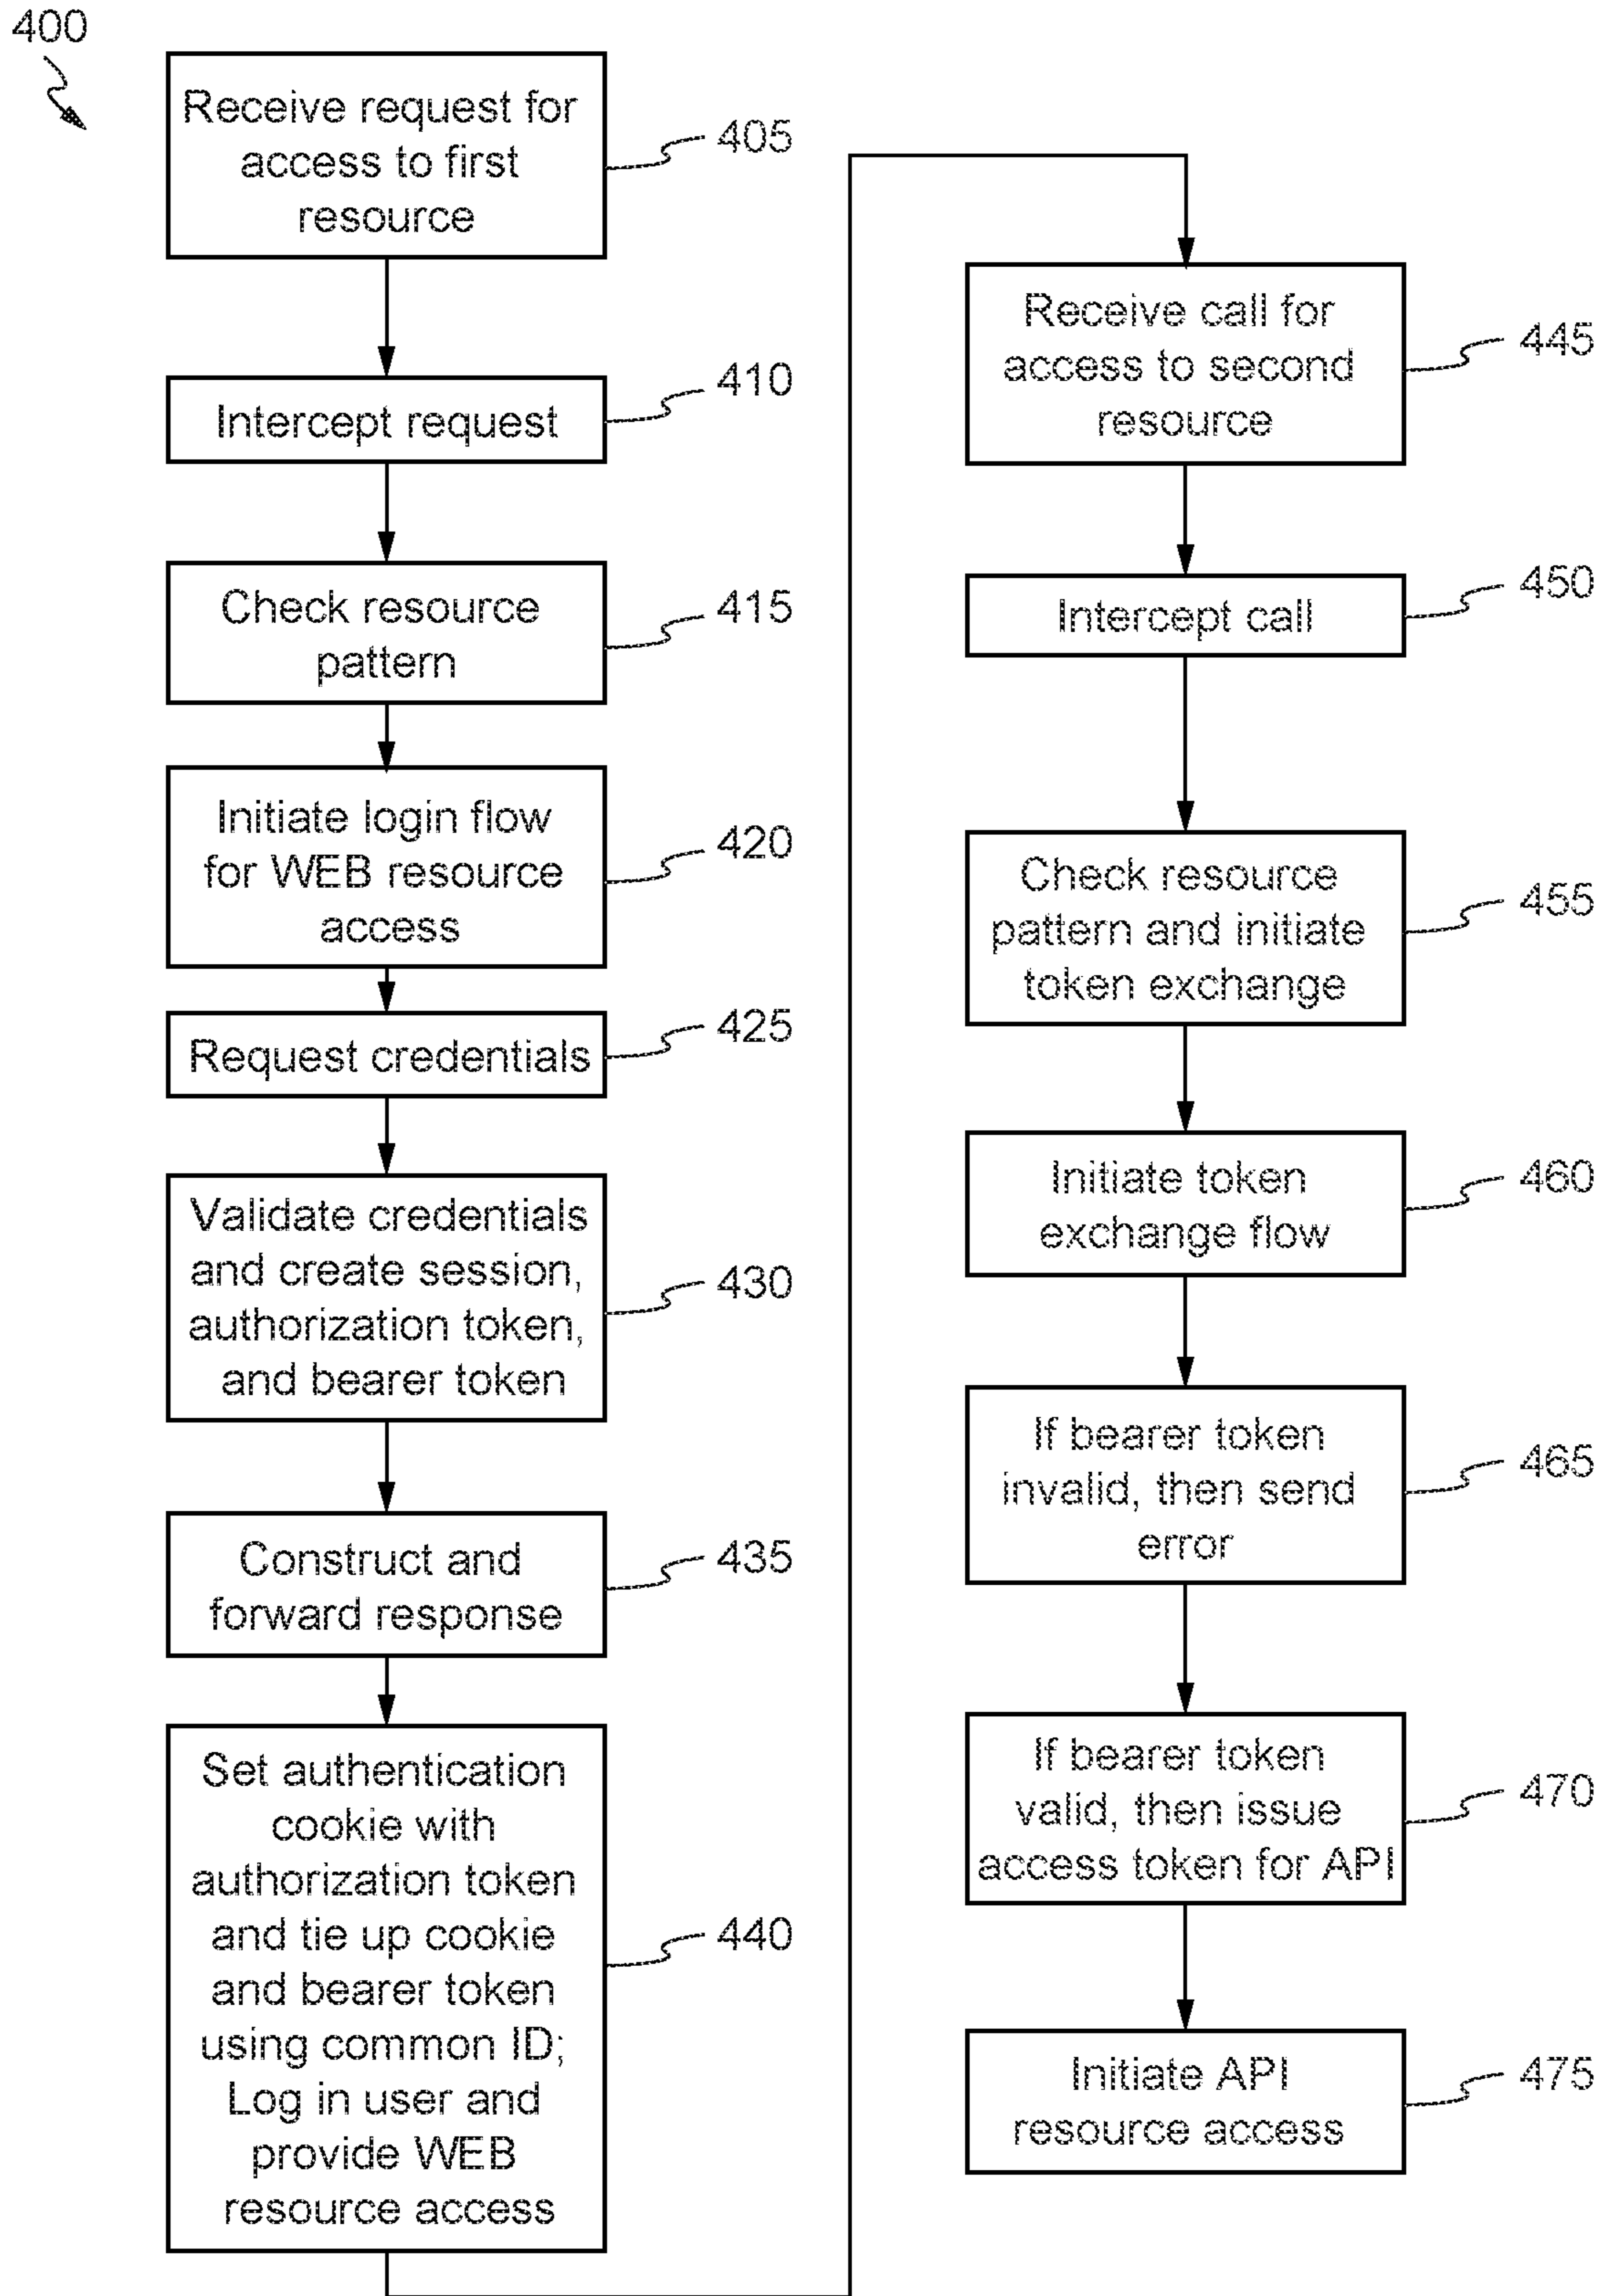 400
Receive request for
access to first
resource
405
Intercept request
410
Check resource
pattern
415
Initiate login flow
for WEB resource
access
420
Request credentials
425
Validate credentials
and create session,
authorization token,
and bearer token
430
Construct and
forward response
435
Set authentication
cookie with
authorization token
and tie up cookie
and bearer token
using common ID;
Log in user and
provide WEB
resource access
440
Receive call for
access to second
resource
445
Intercept call
450
Check resource
pattern and initiate
token exchange
455
Initiate token
exchange flow
460
If bearer token
invalid, then send
error
465
If bearer token
valid, then issue
access token for API
470
Initiate API
resource access
475